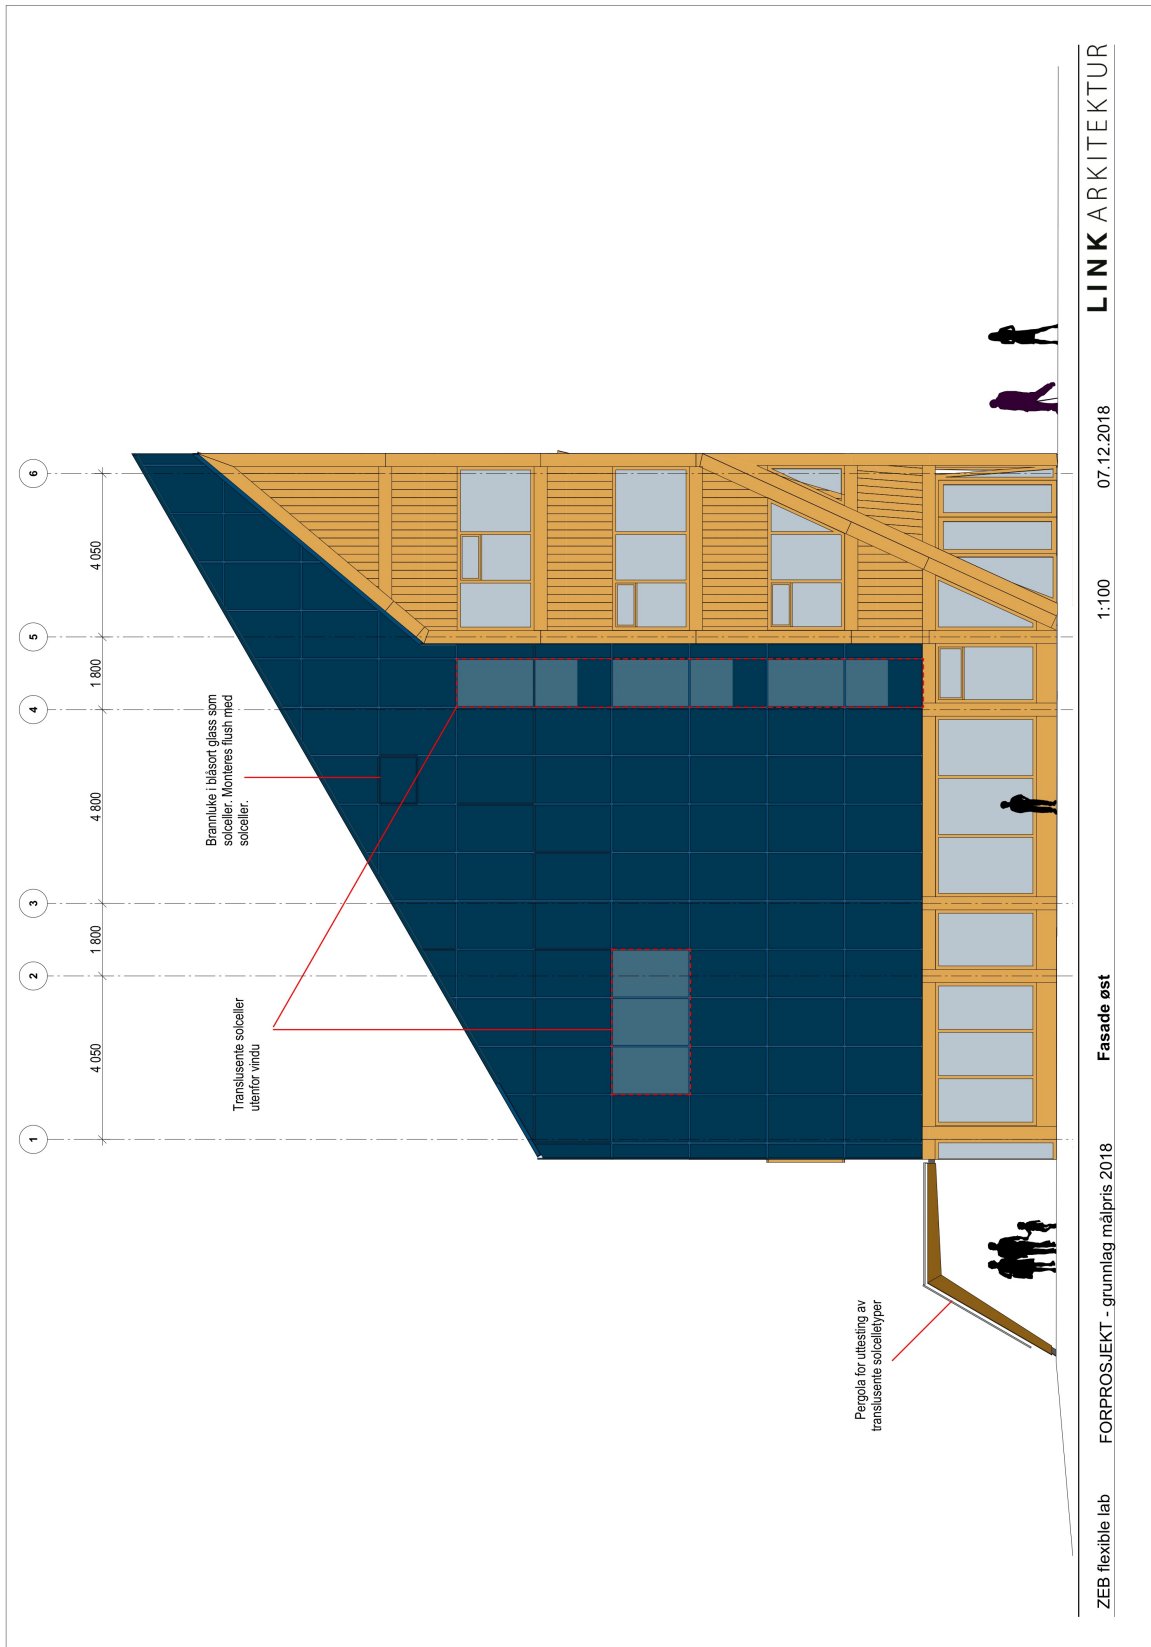 1
2
3
4
5
6
4 050
1 800
4 800
1 800
4 050
Translusente solceller
utenfor vindu
Brannluke i blåsort glass som
solceller. Monteres flush med
solceller.
Pergola for uttesting av
translusente solcelletyper
ZEB flexible lab
FORPROSJEKT - grunnlag målpris 2018
Fasade øst
1:100
07.12.2018
LINK ARKITEKTUR